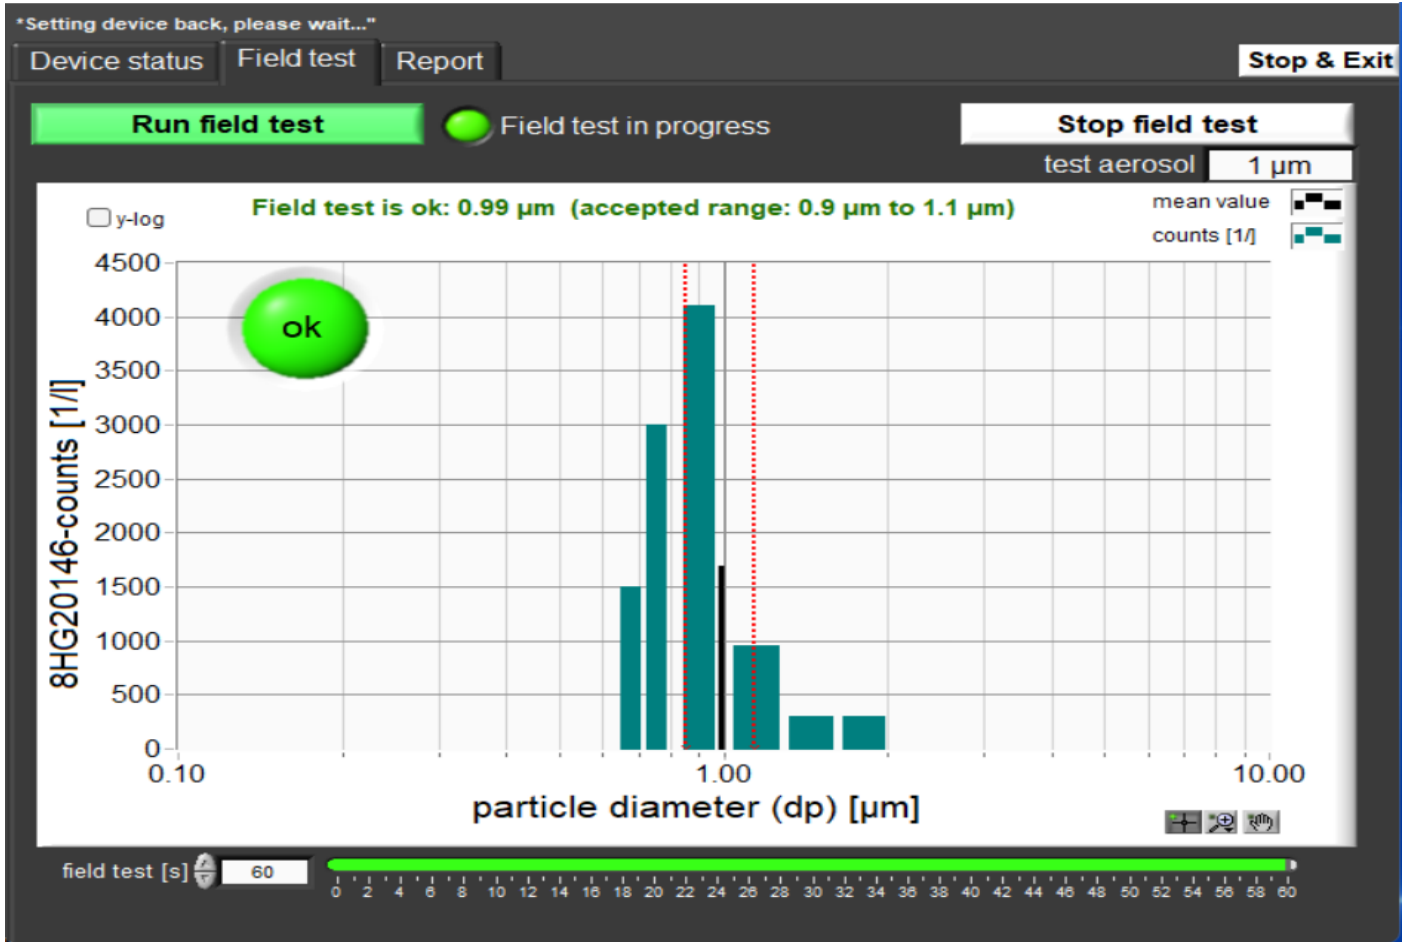 "Setting device back, please wait..."
Device status
Field test
Report
Stop & Exit
Run field test
Field test in progress
Stop field test
test aerosol
1 µm
y-log
Field test is ok: 0.99 µm (accepted range: 0.9 µm to 1.1 µm)
mean value
counts [1/]
ok
8HG20146-counts [1/l]
4500
4000
3500
3000
2500
2000
1500
1000
500
0
0.10
1.00
10.00
particle diameter (dp) [µm]
field test [s]
60
0 2 4 6 8 10 12 14 16 18 20 22 24 26 28 30 32 34 36 38 40 42 44 46 48 50 52 54 56 58 60